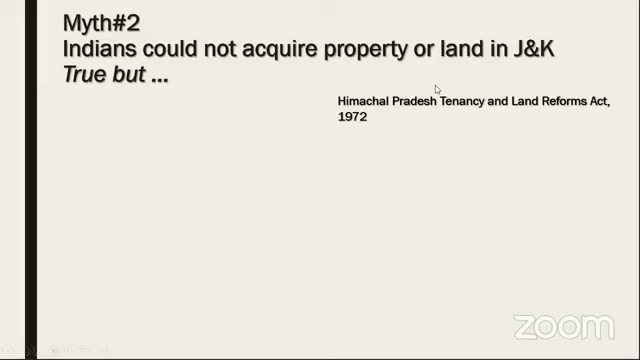 Myth#2
Indians could not acquire property or land in J&K
True but ...
Himachal Pradesh Tenancy and Land Reforms Act,
1972
zoom